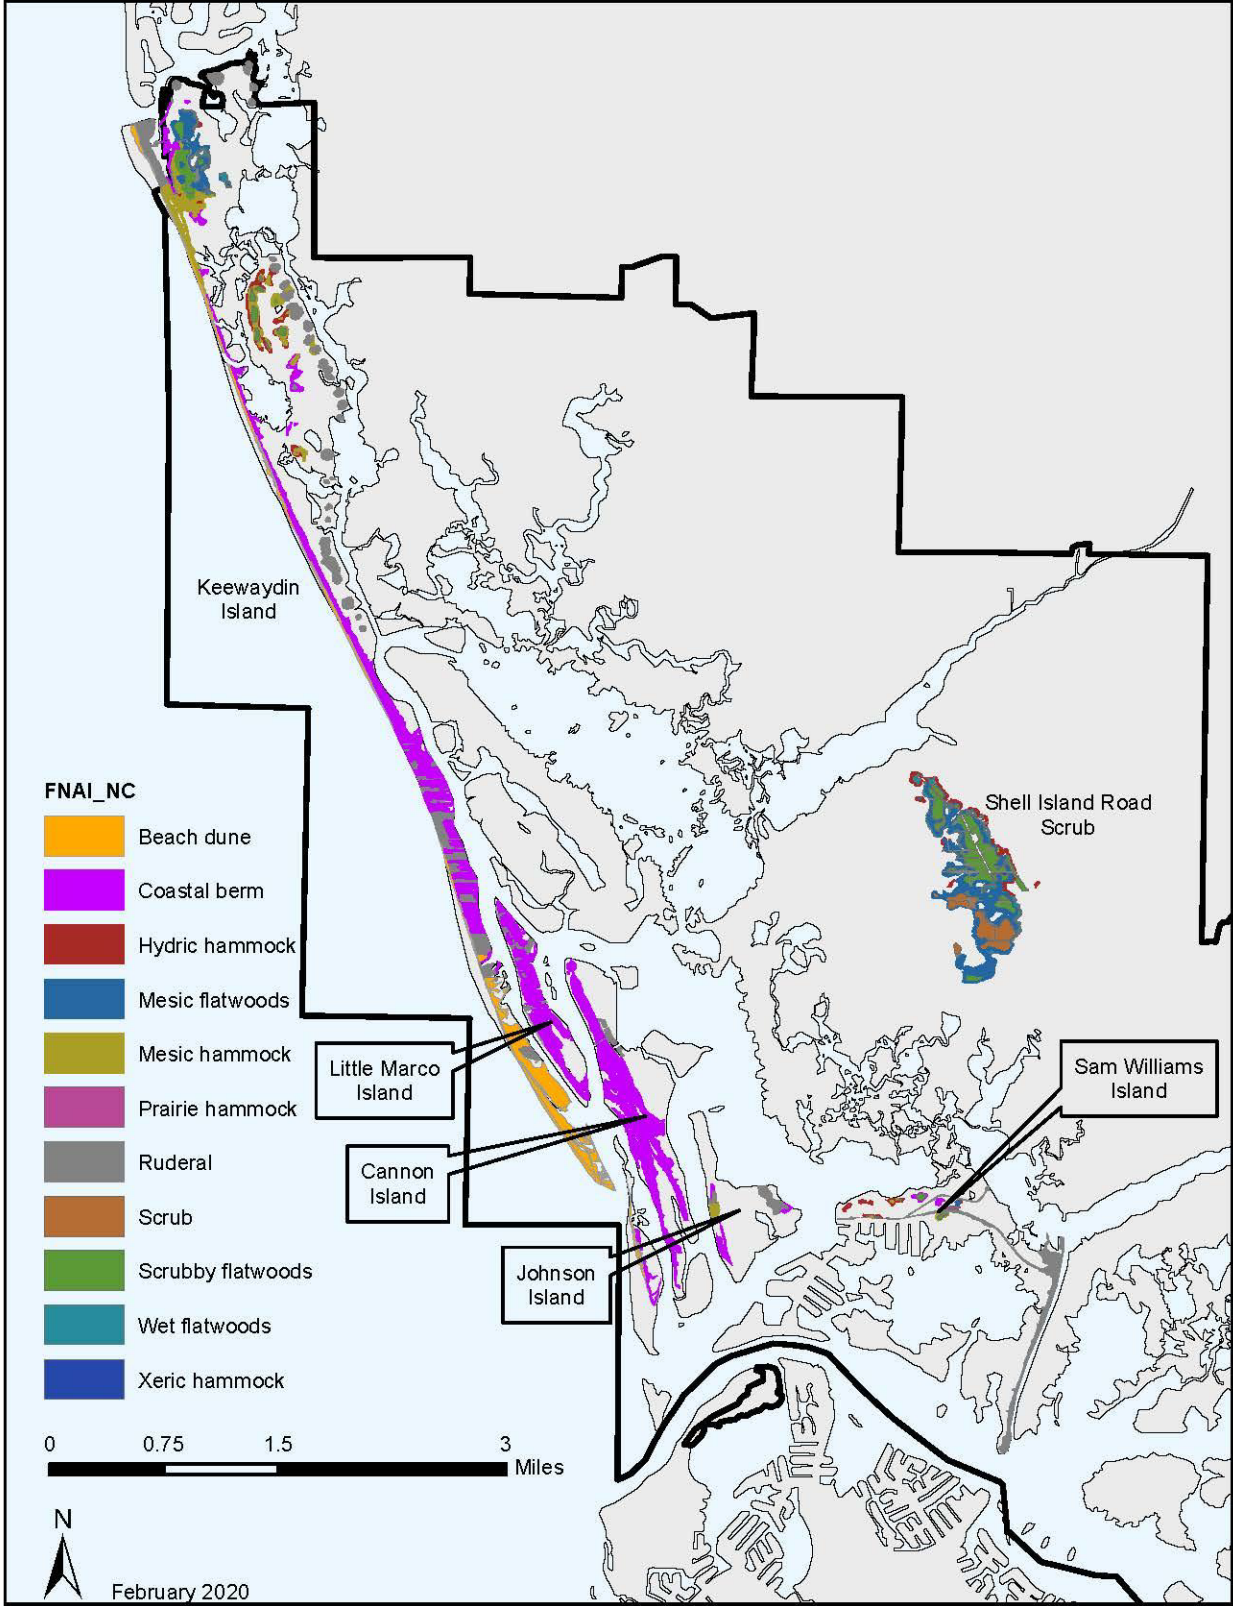 Keewaydin
Island
FNAI_NC
Beach dune
Coastal berm
Hydric hammock
Mesic flatwoods
Mesic hammock
Prairie hammock
Ruderal
Scrub
Scrubby flatwoods
Wet flatwoods
Xeric hammock
Shell Island Road
Scrub
Little Marco
Island
Sam Williams
Island
Cannon
Island
Johnson
Island
0 0.75 1.5 3
Miles
N
February 2020